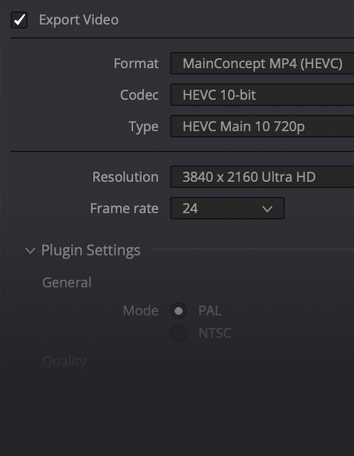 Export Video
Format MainConcept MP4 (HEVC)
Codec HEVC 10-bit
Type HEVC Main 10 720p
Resolution 3840 x 2160 Ultra HD
Frame rate 24
Plugin Settings
General
Mode PAL
NTSC
Quality